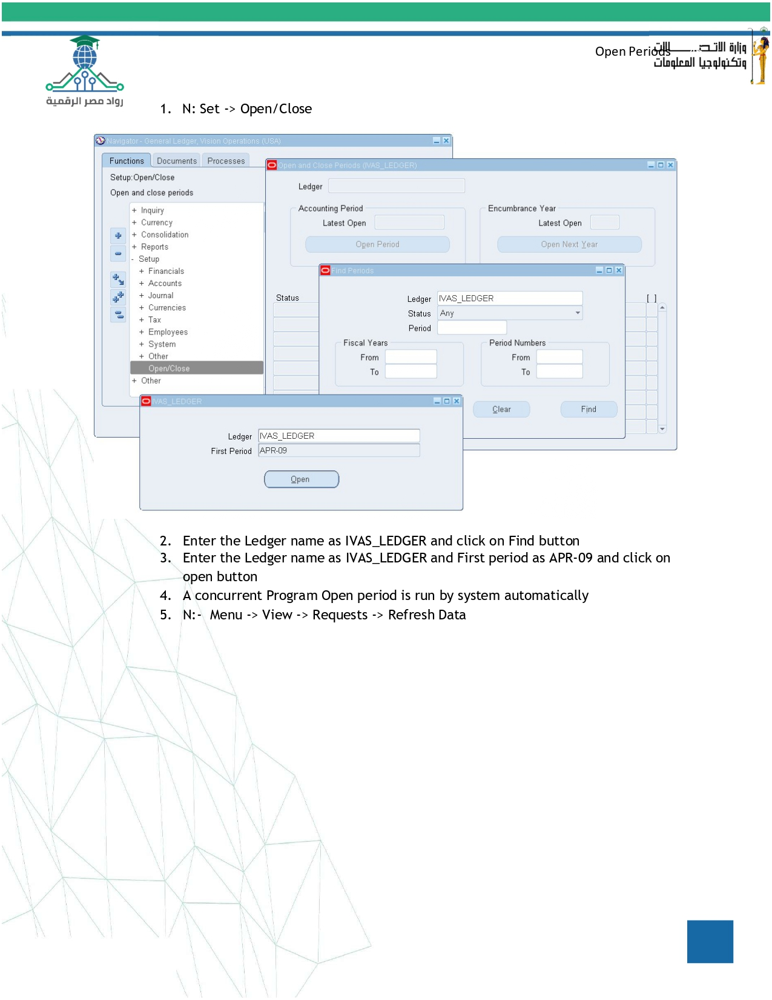 Open Periods
وزارة الاتصالات
وتكنولوجيا المعلومات
رواد مصر الرقمية
1. N: Set -> Open/Close
Navigator - General Ledger, Vision Operations (USA)
Functions Documents Processes
Setup:Open/Close
Open and close periods
+ Inquiry
+ Currency
+ Consolidation
+ Reports
- Setup
+ Financials
+ Accounts
+ Journal
+ Currencies
+ Tax
+ Employees
+ System
+ Other
Open/Close
+ Other
Open and Close Periods (IVAS_LEDGER)
Ledger
Accounting Period
Latest Open
Open Period
Encumbrance Year
Latest Open
Open Next Year
Status
[ ]
Find Periods
Ledger IVAS_LEDGER
Status Any
Period
Fiscal Years
From
To
Period Numbers
From
To
Clear Find
IVAS_LEDGER
Ledger IVAS_LEDGER
First Period APR-09
Open
2. Enter the Ledger name as IVAS_LEDGER and click on Find button
3. Enter the Ledger name as IVAS_LEDGER and First period as APR-09 and click on
open button
4. A concurrent Program Open period is run by system automatically
5. N:- Menu -> View -> Requests -> Refresh Data